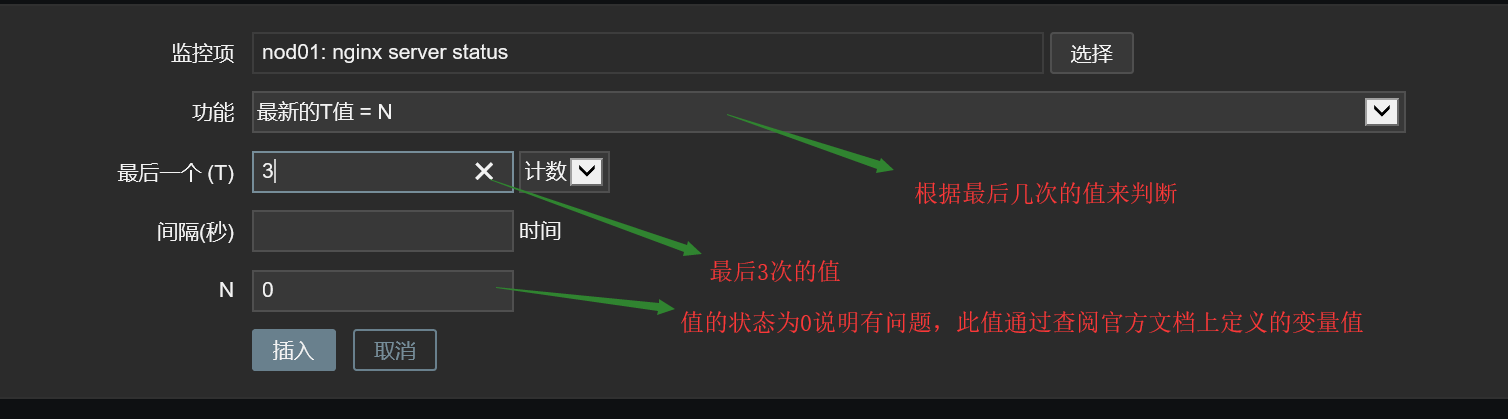 监控项 nod01: nginx server status 选择
功能 最新的T值 = N
最后一个 (T) 3 计数
根据最后几次的值来判断
间隔(秒) 时间
最后3次的值
N 0
值的状态为0说明有问题，此值通过查阅官方文档上定义的变量值
插入 取消